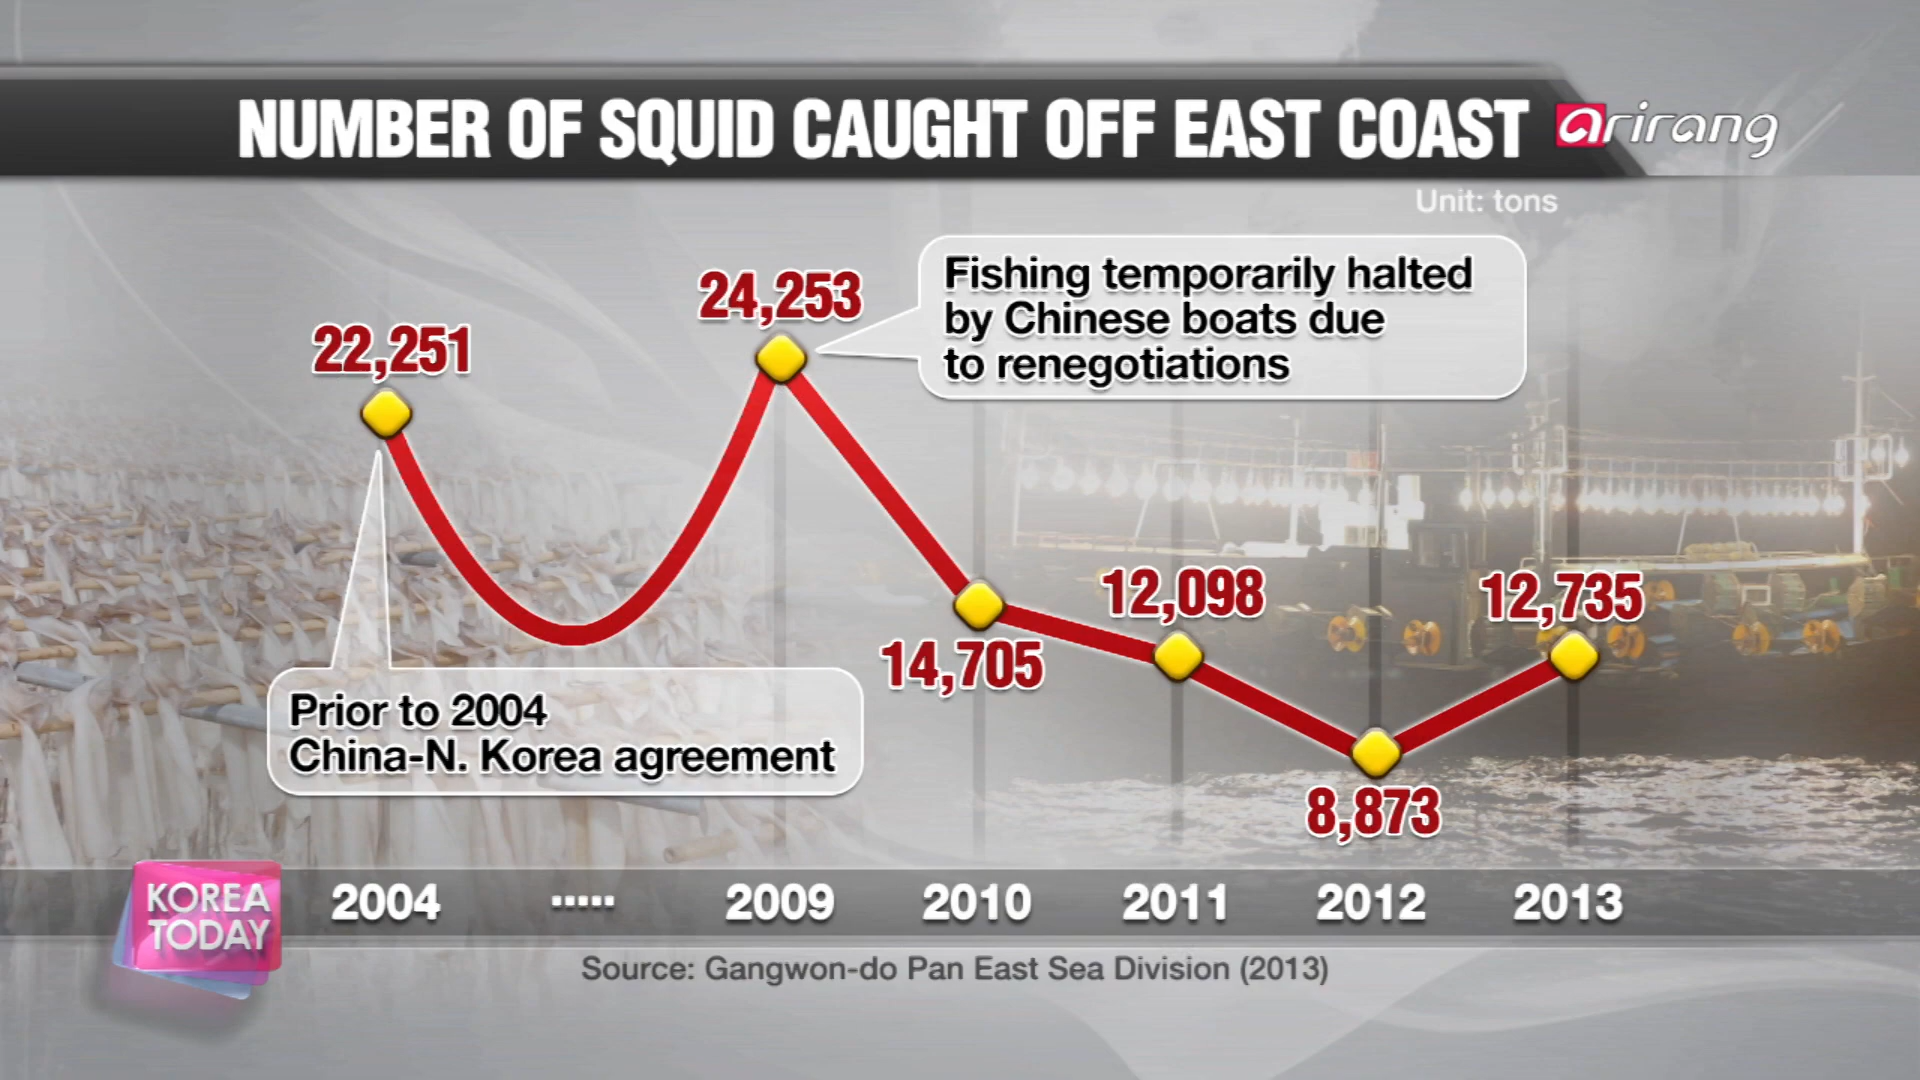 NUMBER OF SQUID CAUGHT OFF EAST COAST
arirang
Unit: tons
22,251
24,253
Fishing temporarily halted
by Chinese boats due
to renegotiations
14,705
12,098
12,735
8,873
Prior to 2004
China-N. Korea agreement
KOREA
TODAY
2004 ..... 2009 2010 2011 2012 2013
Source: Gangwon-do Pan East Sea Division (2013)